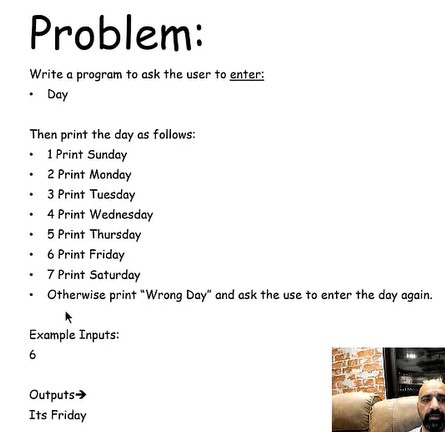 Problem:
Write a program to ask the user to enter:
• Day
Then print the day as follows:
• 1 Print Sunday
• 2 Print Monday
• 3 Print Tuesday
• 4 Print Wednesday
• 5 Print Thursday
• 6 Print Friday
• 7 Print Saturday
• Otherwise print “Wrong Day” and ask the use to enter the day again.
Example Inputs:
6
Outputs→
Its Friday